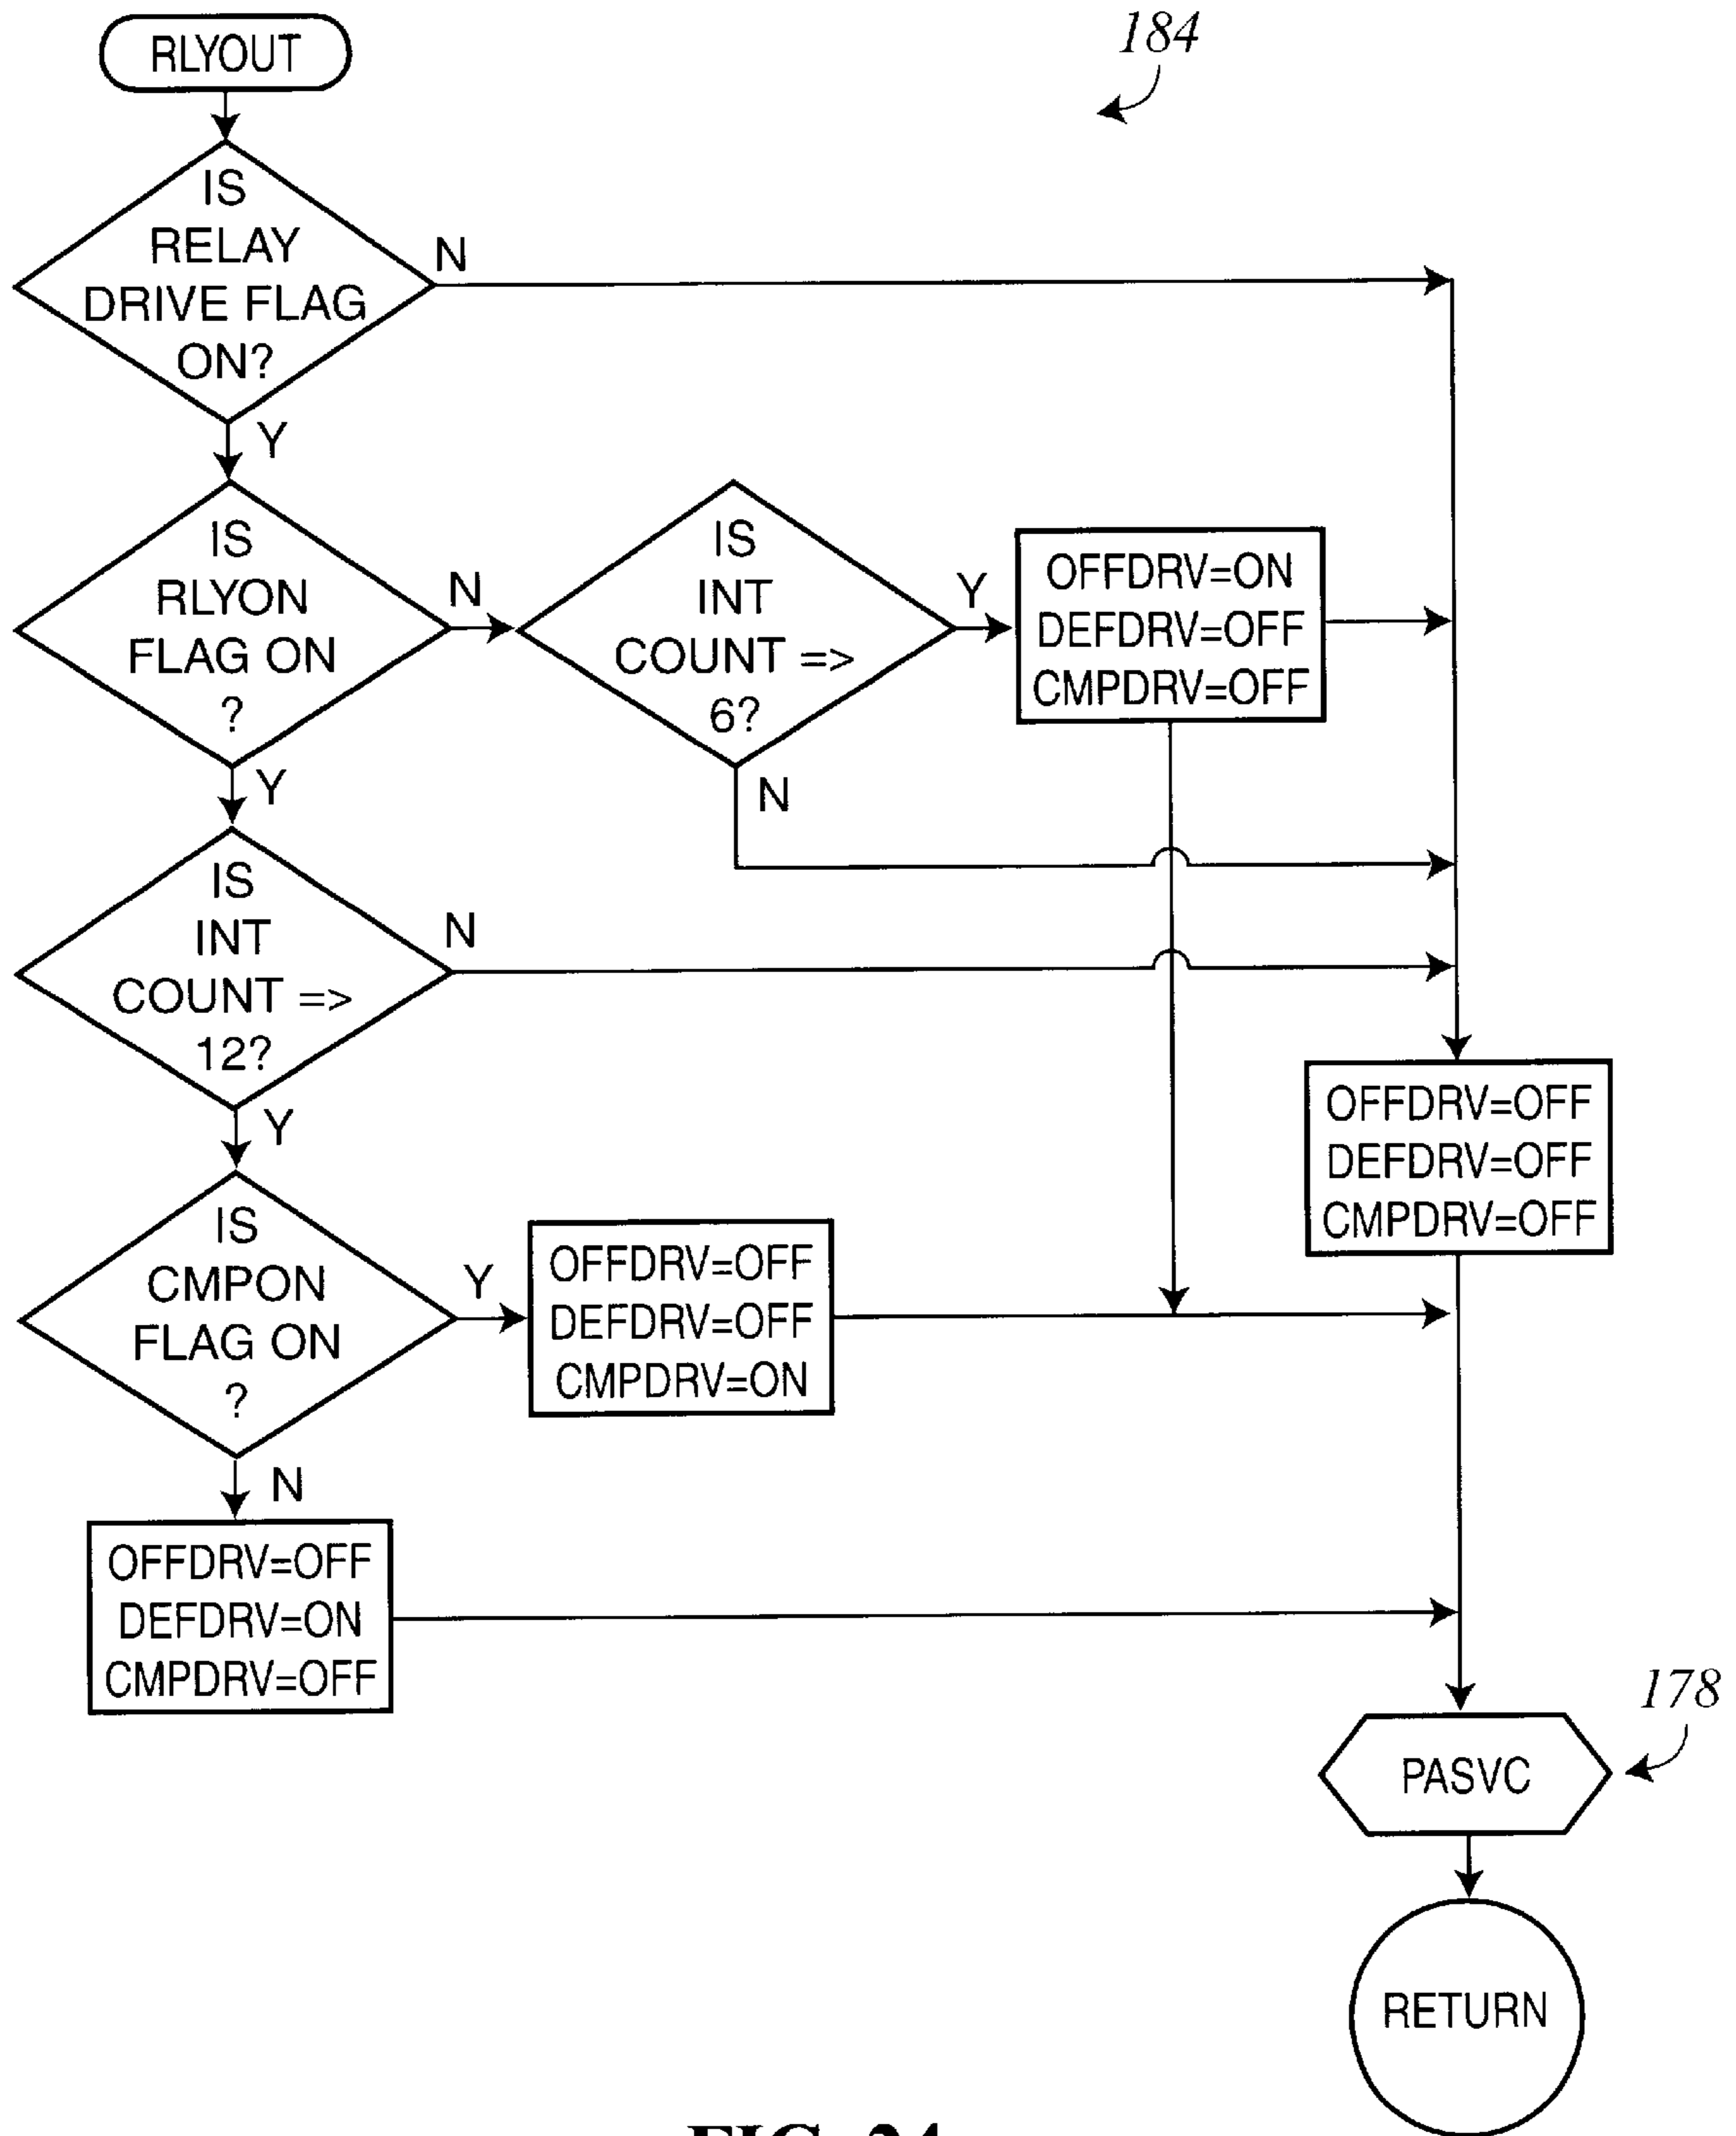 RLYOUT
184
IS
RELAY
DRIVE FLAG
ON?
N
Y
IS
RLYON
FLAG ON
?
N
Y
IS
INT
COUNT =>
6?
Y
N
OFFDRV=ON
DEFDRV=OFF
CMPDRV=OFF
IS
INT
COUNT =>
12?
N
Y
OFFDRV=OFF
DEFDRV=OFF
CMPDRV=OFF
IS
CMPON
FLAG ON
?
Y
N
OFFDRV=OFF
DEFDRV=OFF
CMPDRV=ON
OFFDRV=OFF
DEFDRV=ON
CMPDRV=OFF
178
PASVC
RETURN